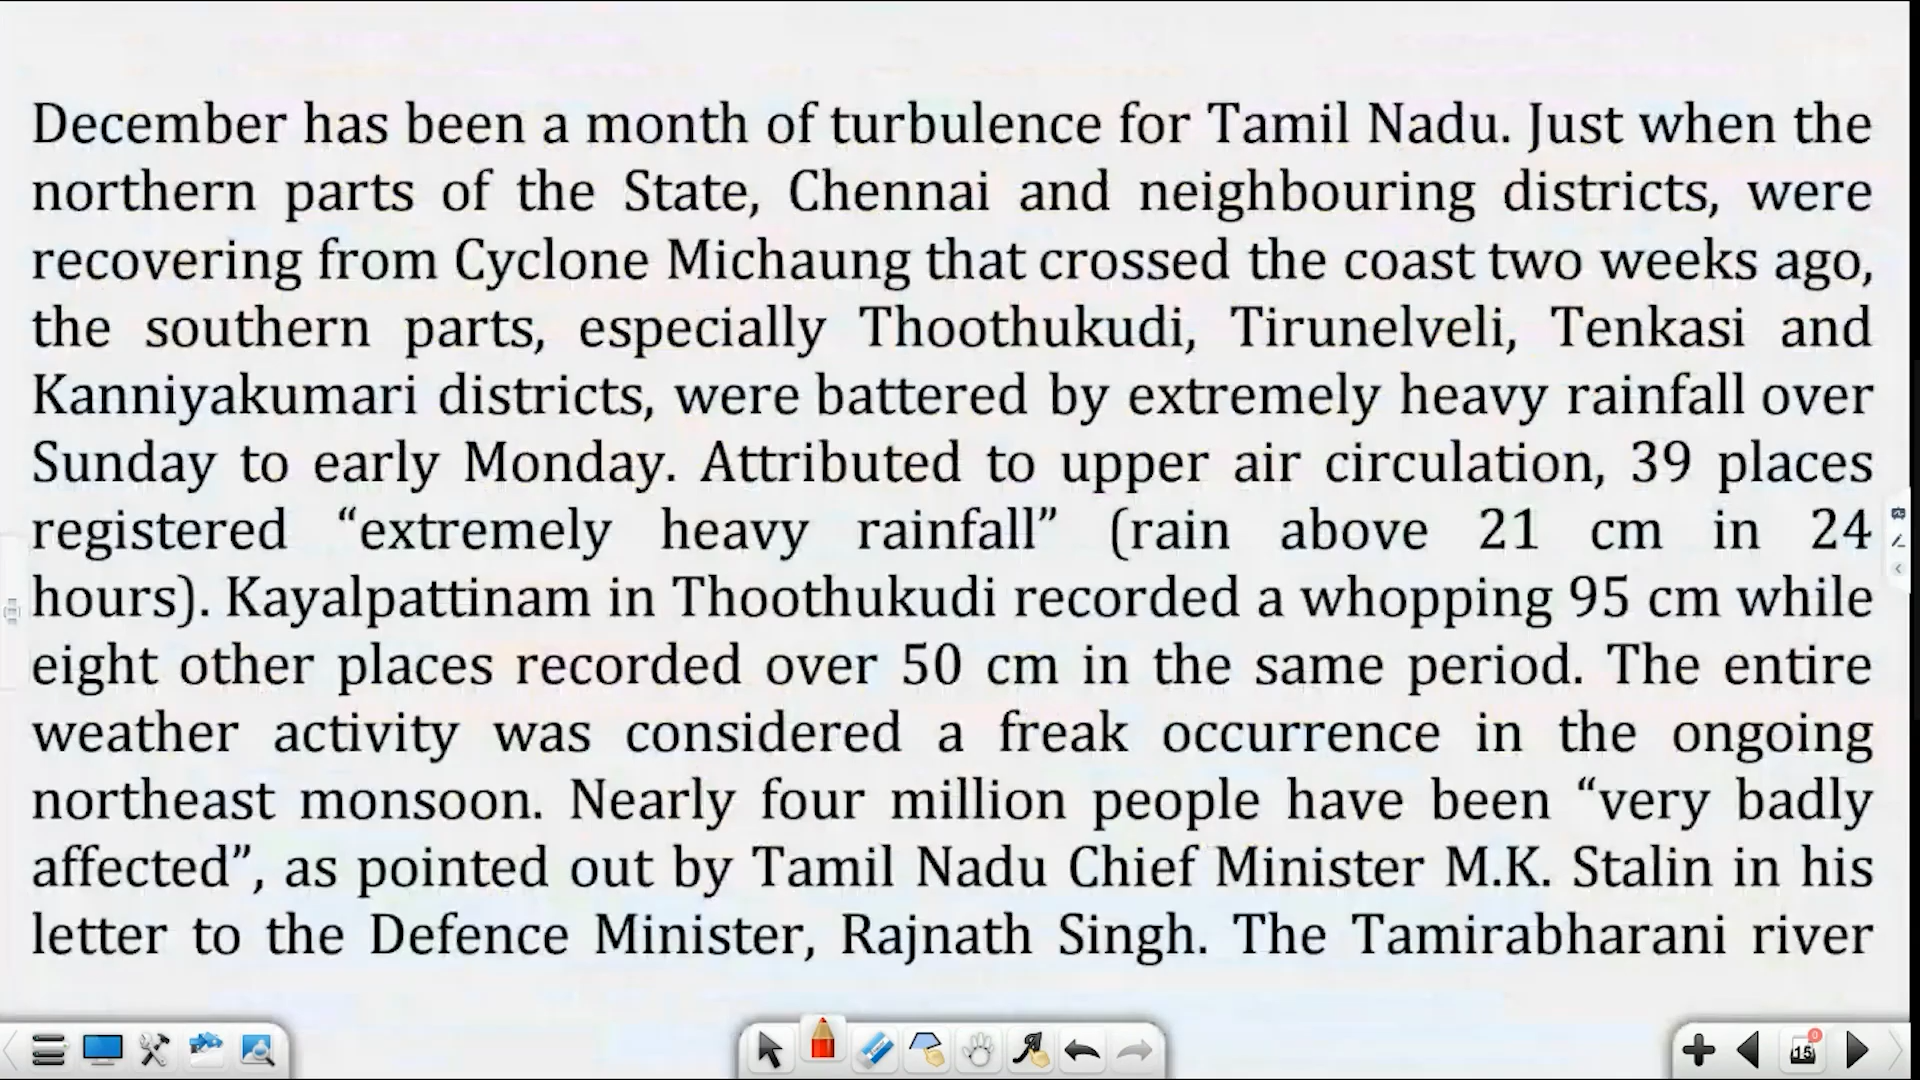 December has been a month of turbulence for Tamil Nadu. Just when the
northern parts of the State, Chennai and neighbouring districts, were
recovering from Cyclone Michaung that crossed the coast two weeks ago,
the southern parts, especially Thoothukudi, Tirunelveli, Tenkasi and
Kanniyakumari districts, were battered by extremely heavy rainfall over
Sunday to early Monday. Attributed to upper air circulation, 39 places
registered “extremely heavy rainfall” (rain above 21 cm in 24
hours). Kayalpattinam in Thoothukudi recorded a whopping 95 cm while
eight other places recorded over 50 cm in the same period. The entire
weather activity was considered a freak occurrence in the ongoing
northeast monsoon. Nearly four million people have been “very badly
affected”, as pointed out by Tamil Nadu Chief Minister M.K. Stalin in his
letter to the Defence Minister, Rajnath Singh. The Tamirabharani river
15
0